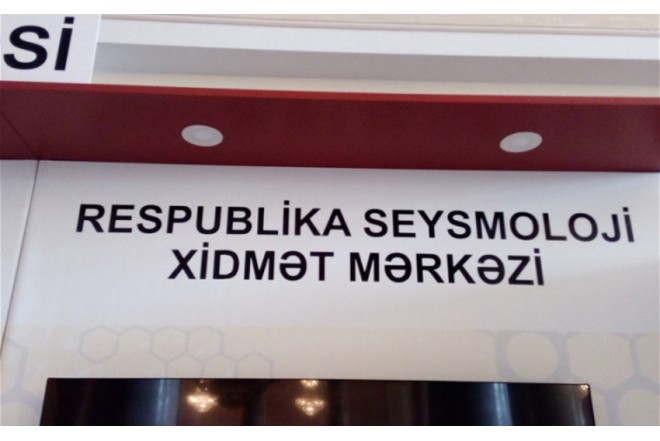 Sİ
RESPUBLİKA SEYSMOLOJİ
XİDMƏT MƏRKƏZİ